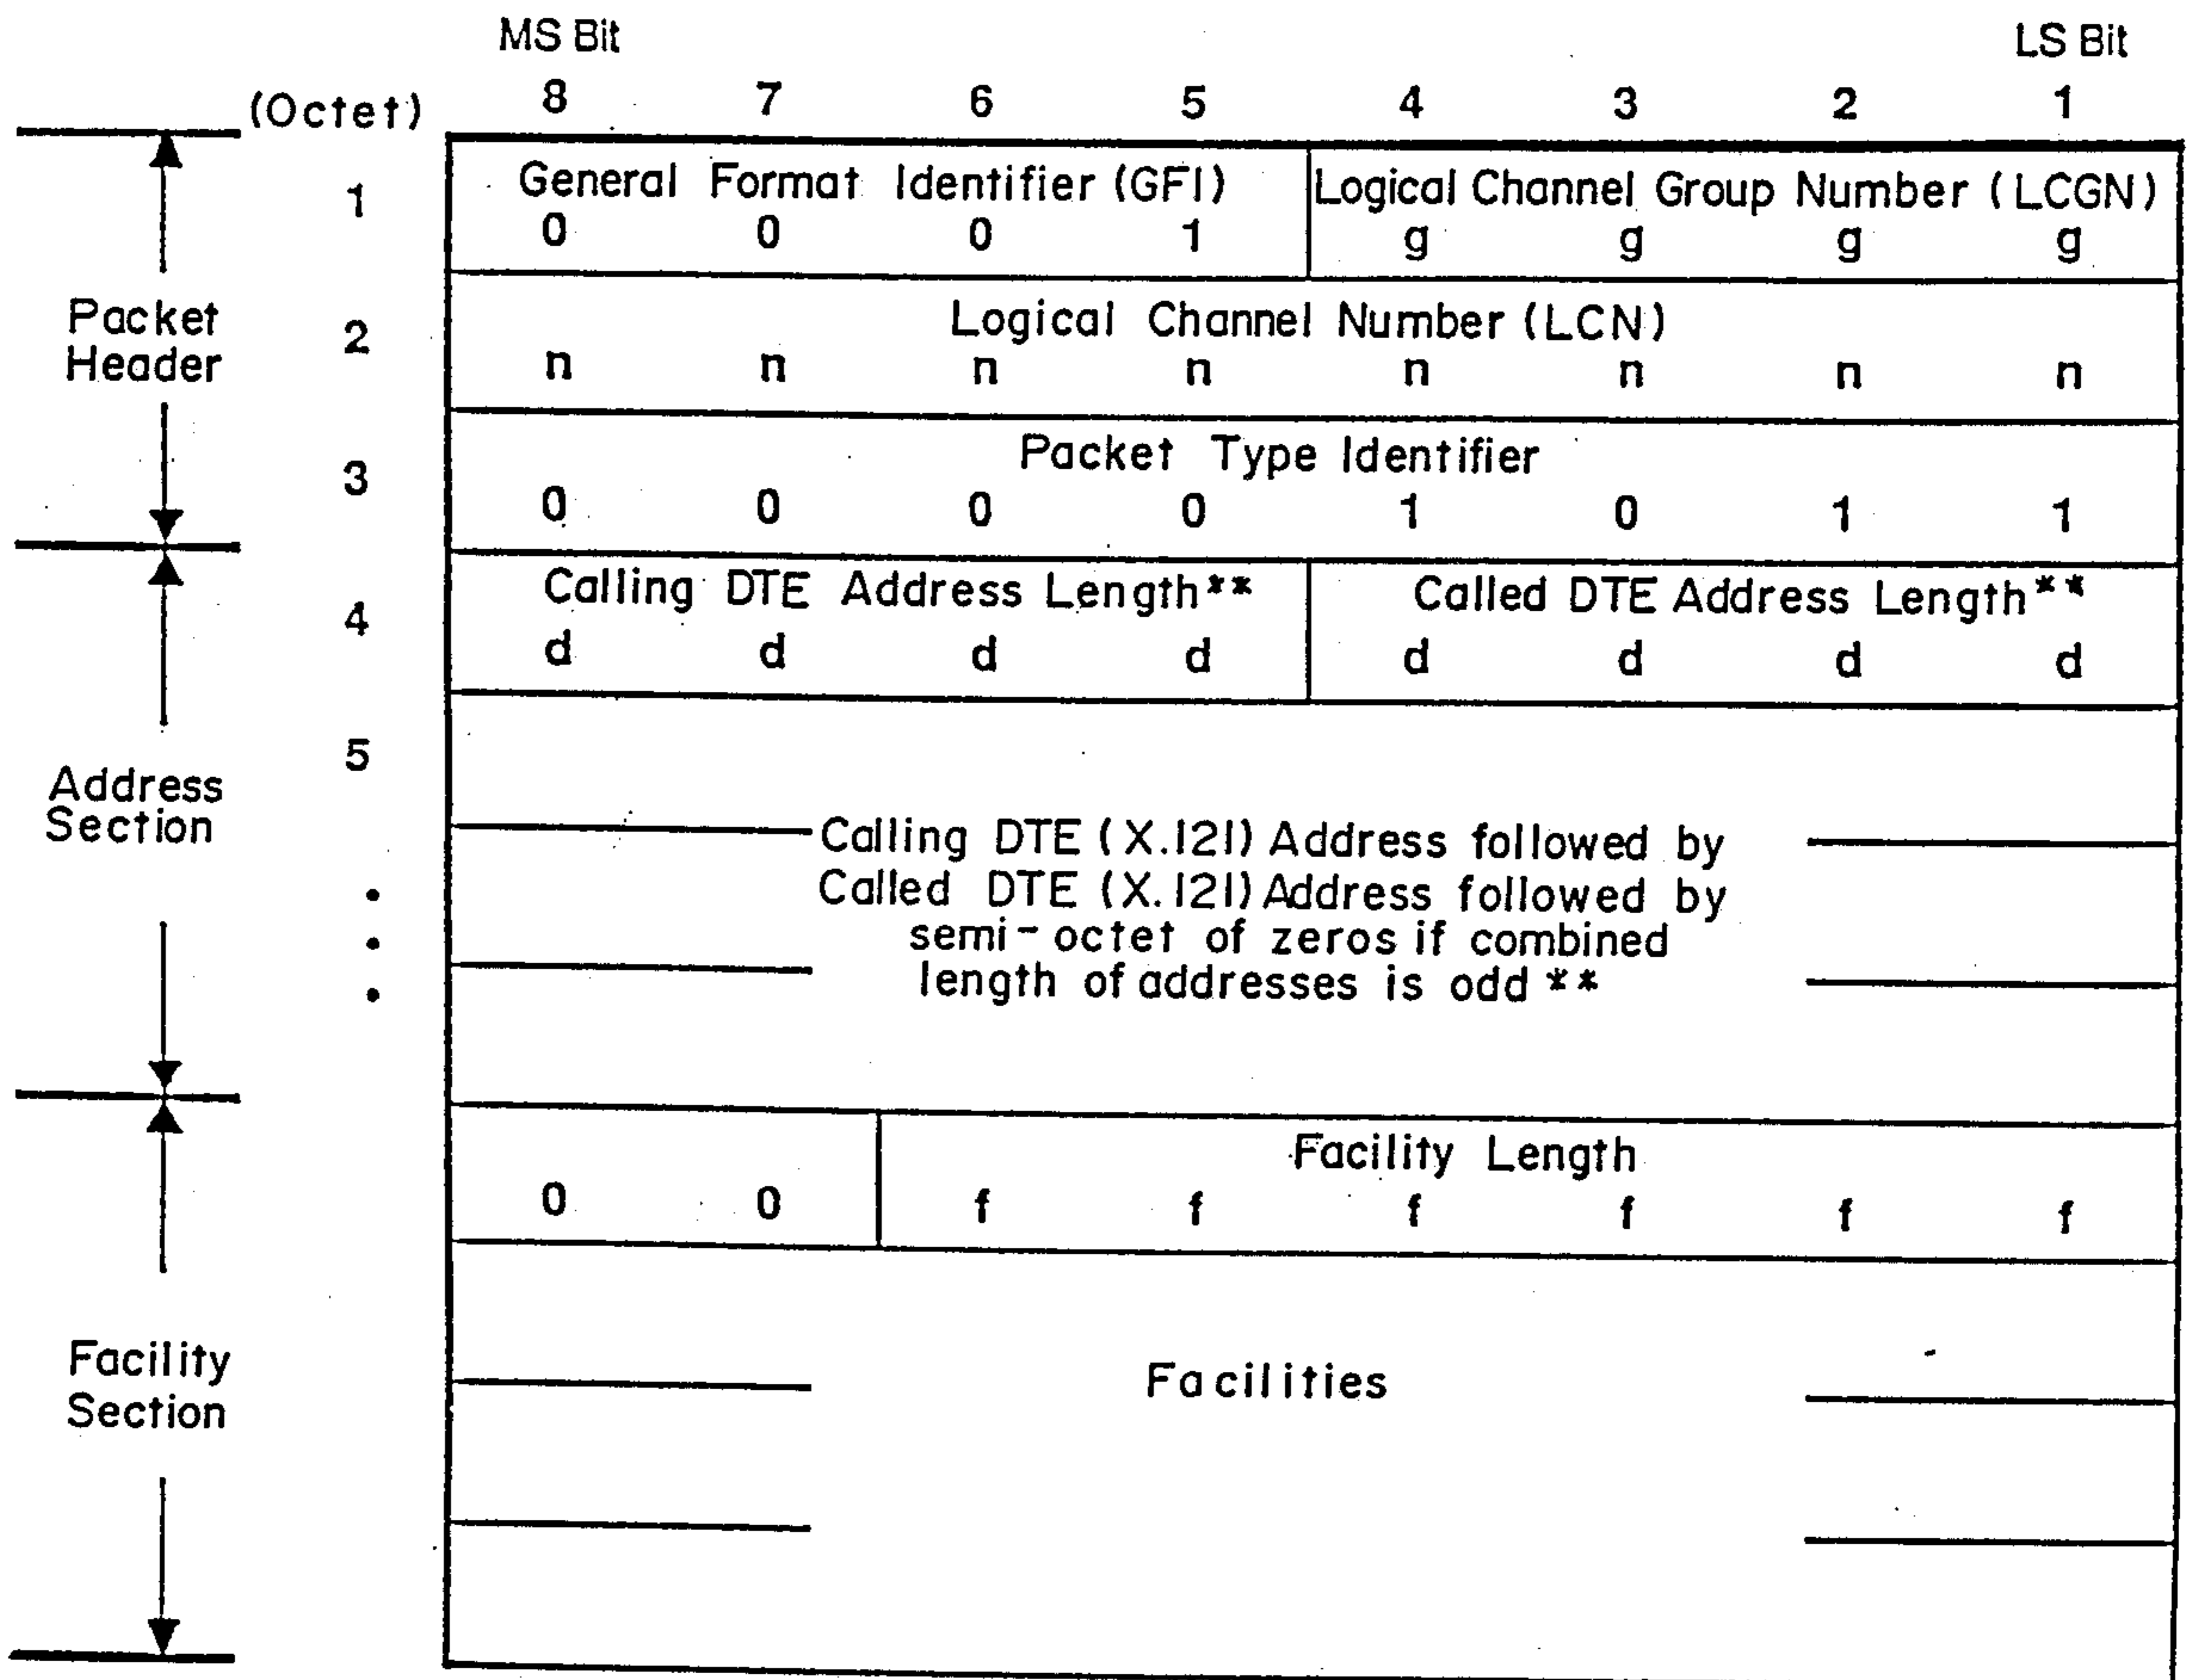 MS Bit LS Bit
(Octet) 8 7 6 5 4 3 2 1
1 General Format Identifier (GFI) Logical Channel Group Number (LCGN)
0 0 0 1 g g g g
Packet
Header
2 Logical Channel Number (LCN)
n n n n n n n n
3 Packet Type Identifier
0 0 0 0 1 0 1 1
4 Calling DTE Address Length** Called DTE Address Length**
d d d d d d d d
Address
Section
5
Calling DTE (X.121) Address followed by
Called DTE (X.121) Address followed by
semi-octet of zeros if combined
length of addresses is odd **
Facility Length
0 0 f f f f f f
Facility
Section
Facilities